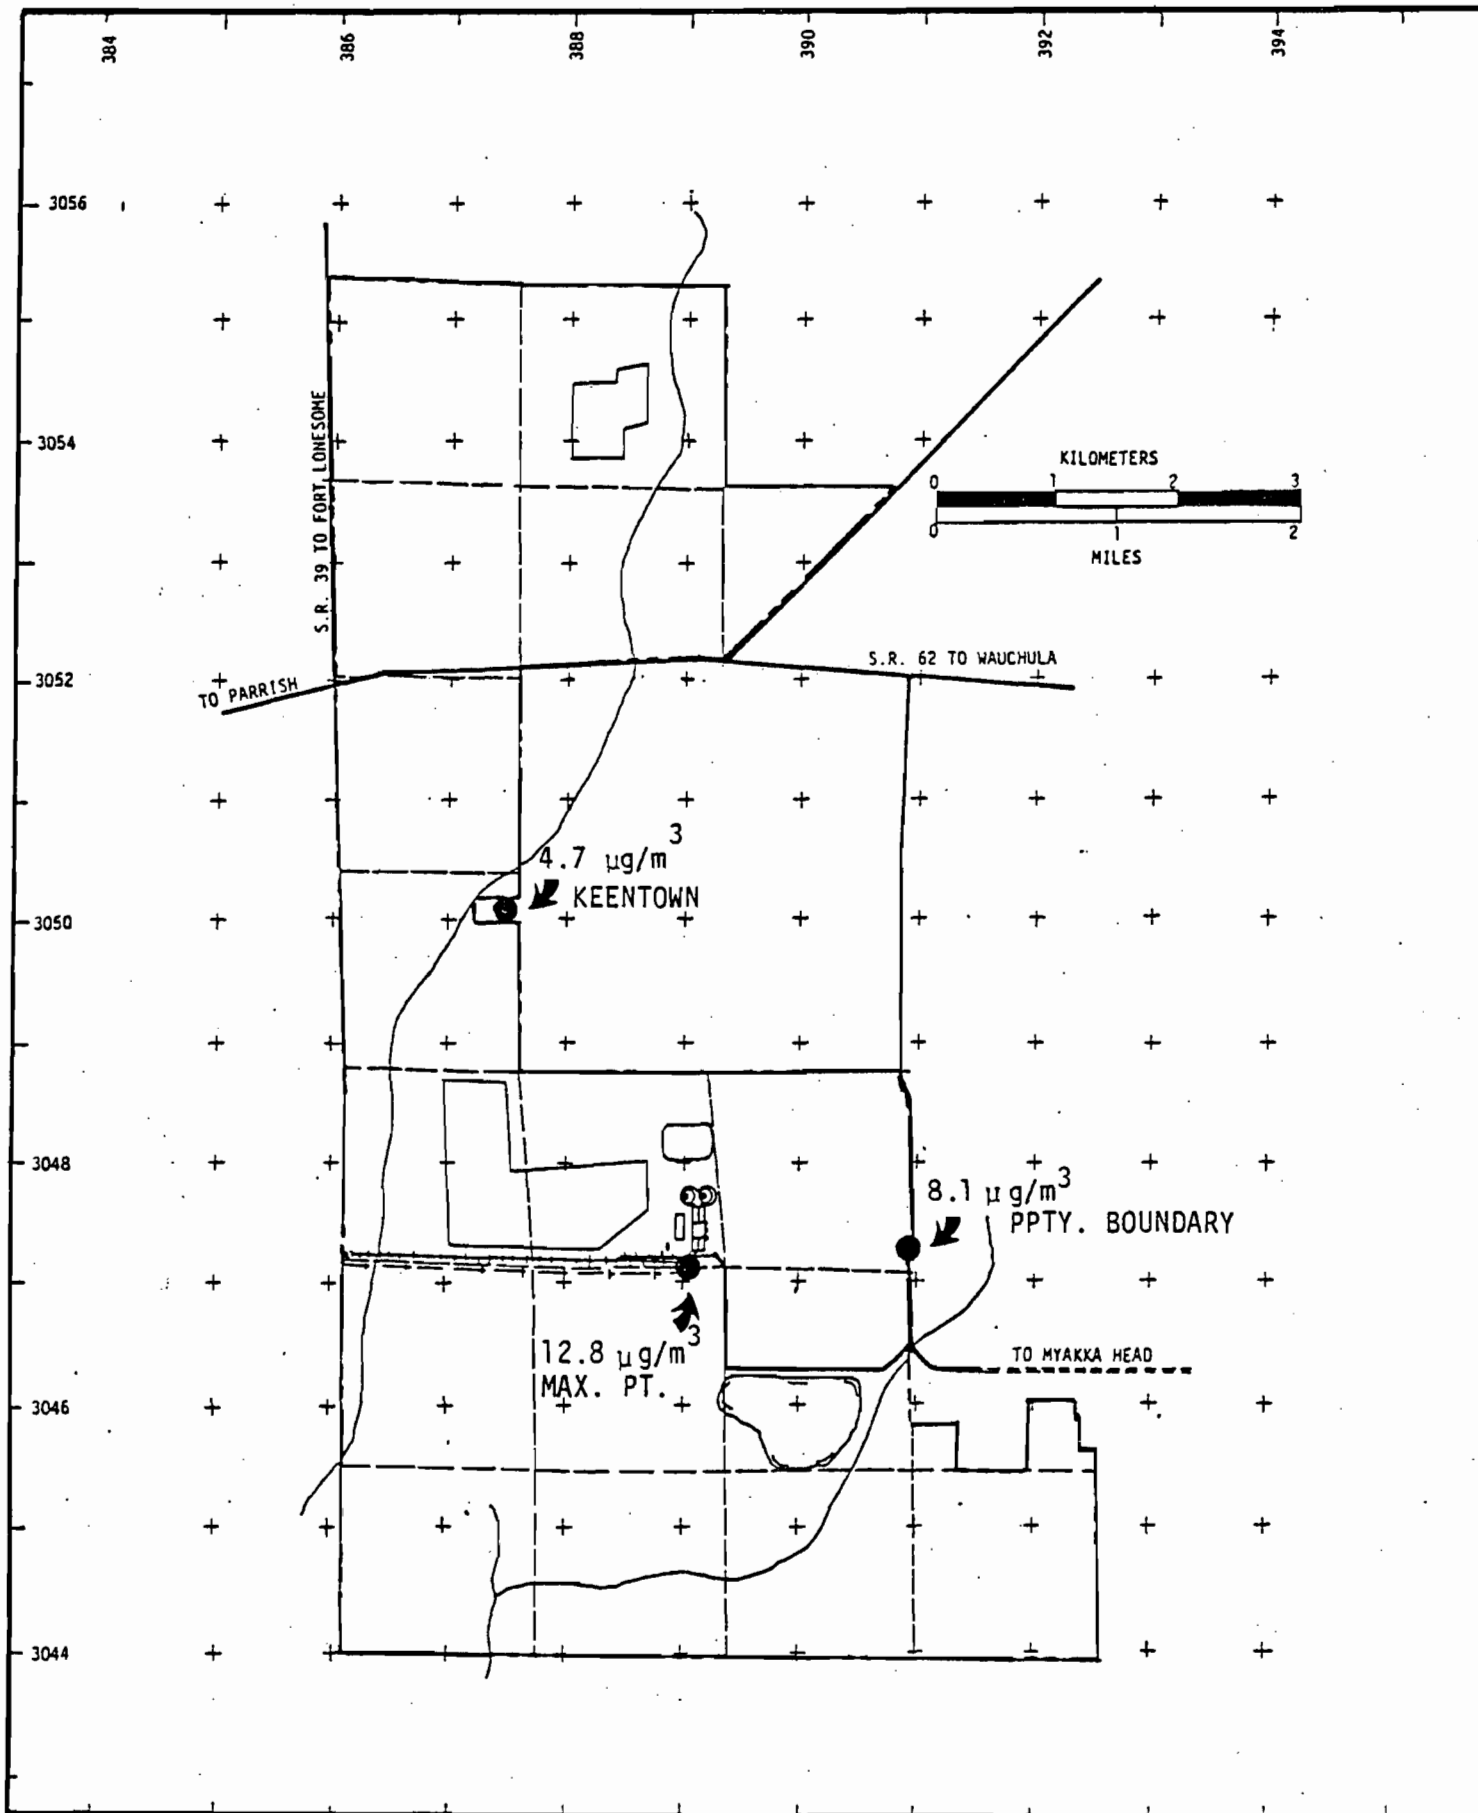 384
386
388
390
392
394
3056
S.R. 39 TO FORT LONESOME
3054
KILOMETERS
0 1 2 3
0 1 2
MILES
S.R. 62 TO WAUCHULA
3052
TO PARRISH
4.7 µg/m³
KEENTOWN
3050
3048
8.1 µg/m³
PPTY. BOUNDARY
12.8 µg/m³
MAX. PT.
TO MYAKKA HEAD
3046
3044